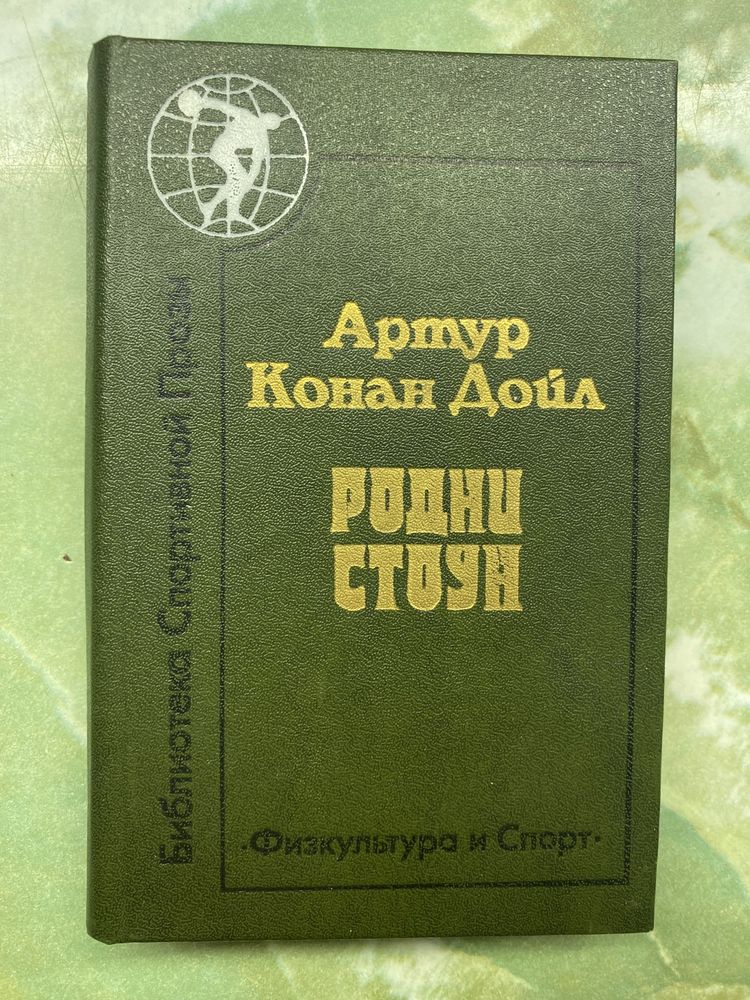 Артур
Конан Дойл
РОДНИ
СТОУН
Библиотека Спортивной Прозы
·Физкультура и Спорт·